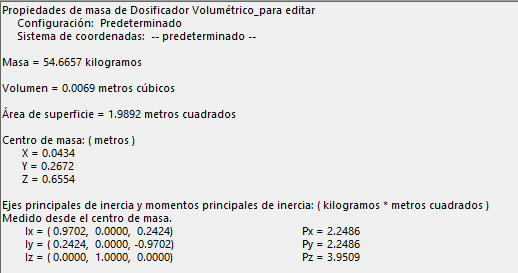 Propiedades de masa de Dosificador Volumétrico_para editar
Configuración: Predeterminado
Sistema de coordenadas: -- predeterminado --
Masa = 54.6657 kilogramos
Volumen = 0.0069 metros cúbicos
Área de superficie = 1.9892 metros cuadrados
Centro de masa: ( metros )
X = 0.0434
Y = 0.2672
Z = 0.6554
Ejes principales de inercia y momentos principales de inercia: ( kilogramos * metros cuadrados )
Medido desde el centro de masa.
Ix = ( 0.9702, 0.0000, 0.2424) Px = 2.2486
Iy = ( 0.2424, 0.0000, -0.9702) Py = 2.2486
Iz = ( 0.0000, 1.0000, 0.0000) Pz = 3.9509